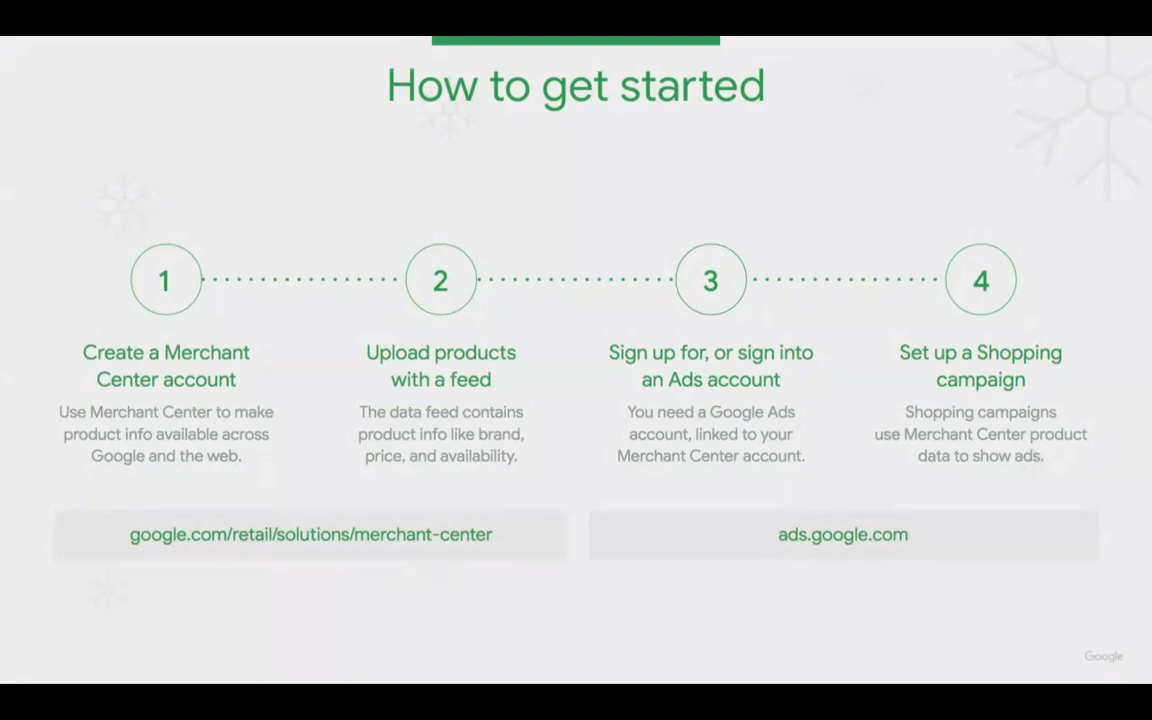 How to get started
1
2
3
4
Create a Merchant
Center account
Use Merchant Center to make
product info available across
Google and the web.
Upload products
with a feed
The data feed contains
product info like brand,
price, and availability.
Sign up for, or sign into
an Ads account
You need a Google Ads
account, linked to your
Merchant Center account.
Set up a Shopping
campaign
Shopping campaigns
use Merchant Center product
data to show ads.
google.com/retail/solutions/merchant-center
ads.google.com
Google